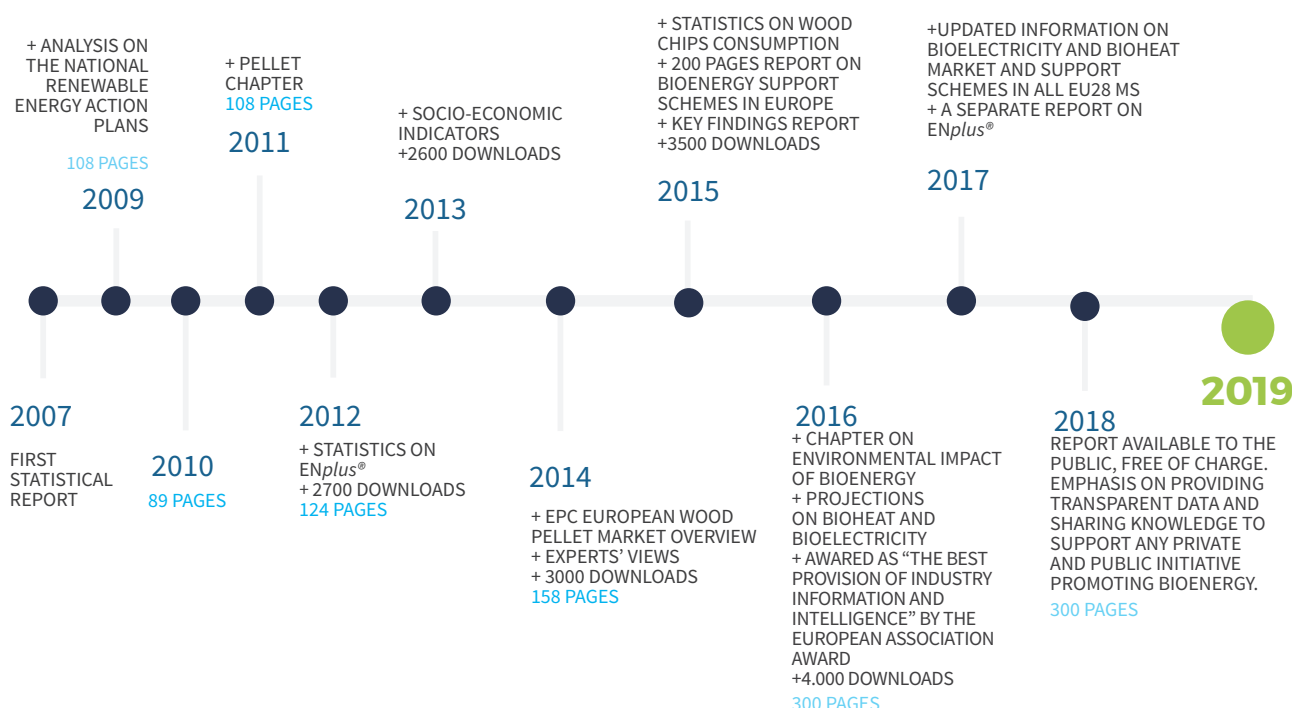 + ANALYSIS ON
THE NATIONAL
RENEWABLE
ENERGY ACTION
PLANS
108 PAGES
2009
+ PELLET
CHAPTER
108 PAGES
2011
+ SOCIO-ECONOMIC
INDICATORS
+2600 DOWNLOADS
2013
+ STATISTICS ON WOOD
CHIPS CONSUMPTION
+ 200 PAGES REPORT ON
BIOENERGY SUPPORT
SCHEMES IN EUROPE
+ KEY FINDINGS REPORT
+3500 DOWNLOADS
2015
+UPDATED INFORMATION ON
BIOELECTRICITY AND BIOHEAT
MARKET AND SUPPORT
SCHEMES IN ALL EU28 MS
+ A SEPARATE REPORT ON
ENplus®
2017
2007
FIRST
STATISTICAL
REPORT
2010
89 PAGES
2012
+ STATISTICS ON
ENplus®
+ 2700 DOWNLOADS
124 PAGES
2014
+ EPC EUROPEAN WOOD
PELLET MARKET OVERVIEW
+ EXPERTS’ VIEWS
+ 3000 DOWNLOADS
158 PAGES
2016
+ CHAPTER ON
ENVIRONMENTAL IMPACT
OF BIOENERGY
+ PROJECTIONS
ON BIOHEAT AND
BIOELECTRICITY
+ AWARED AS “THE BEST
PROVISION OF INDUSTRY
INFORMATION AND
INTELLIGENCE” BY THE
EUROPEAN ASSOCIATION
AWARD
+4.000 DOWNLOADS
300 PAGES
2018
REPORT AVAILABLE TO THE
PUBLIC, FREE OF CHARGE.
EMPHASIS ON PROVIDING
TRANSPARENT DATA AND
SHARING KNOWLEDGE TO
SUPPORT ANY PRIVATE
AND PUBLIC INITIATIVE
PROMOTING BIOENERGY.
300 PAGES
2019